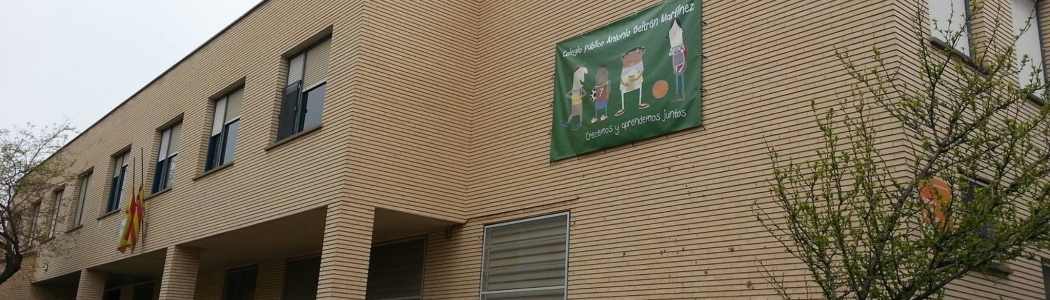 Colegio Público Antonio Beltrán Martínez
Crecemos y aprendemos juntos